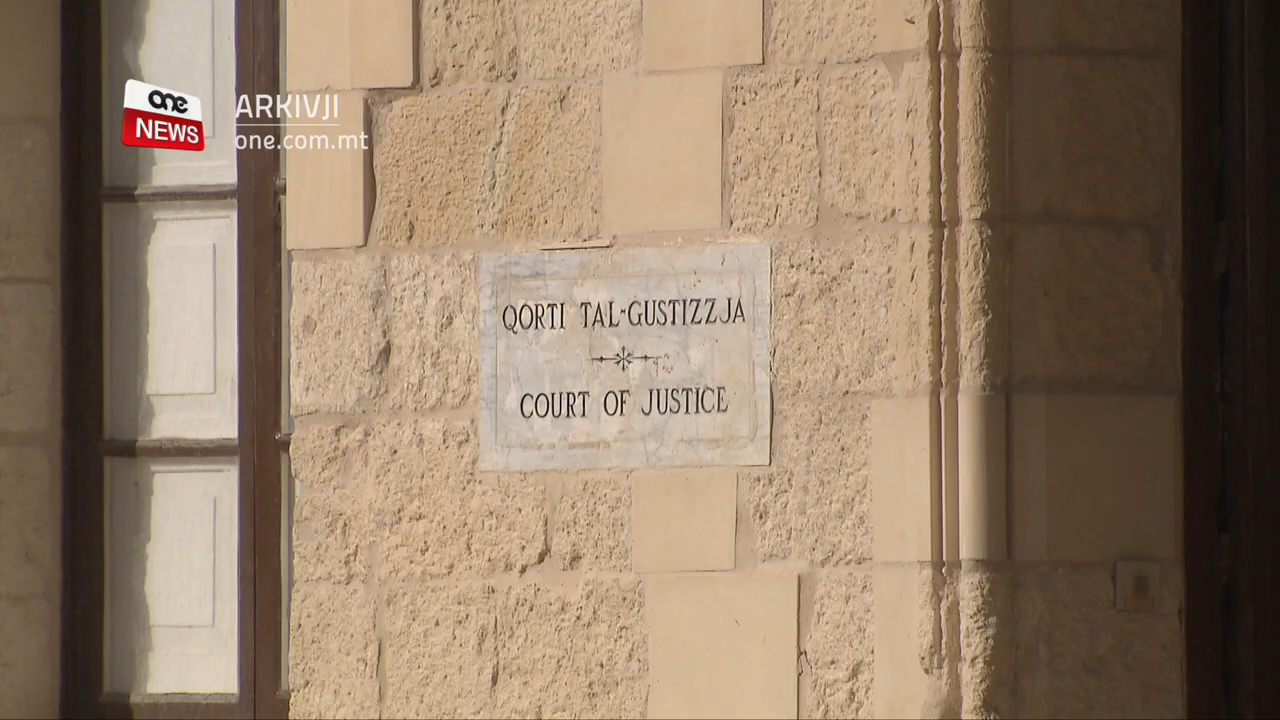 one
NEWS
ARKIVJI
one.com.mt
QORTI TAL-GUSTIZZJA
COURT OF JUSTICE